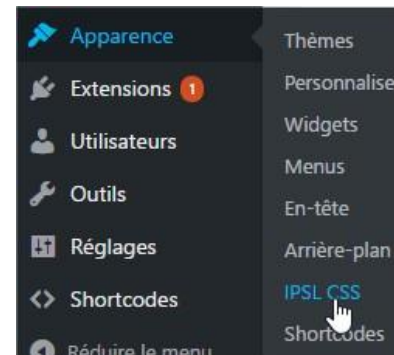 Apparence
Extensions 1
Utilisateurs
Outils
Réglages
Shortcodes
Réduire le menu
Thèmes
Personnalise
Widgets
Menus
En-tête
Arrière-plan
IPSL CSS
Shortcodes